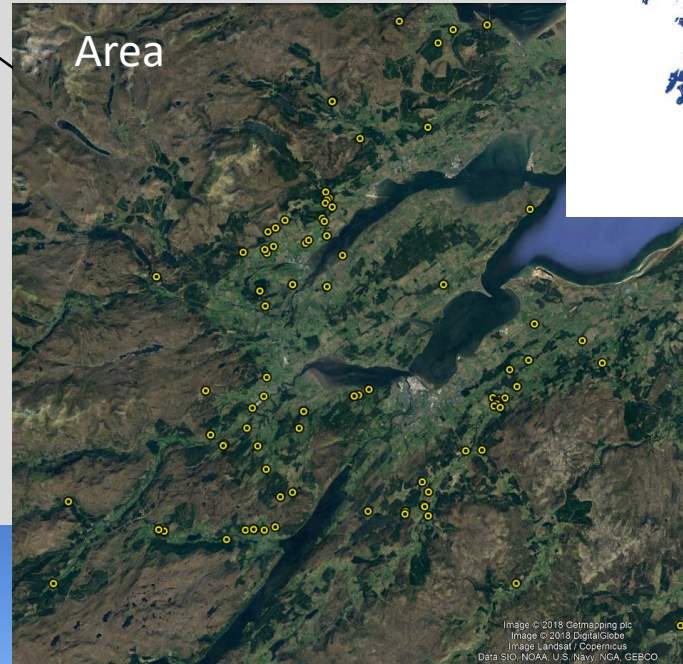 Area
Image © 2018 Getmapping plc
Image © 2018 DigitalGlobe
Image Landsat / Copernicus
Data SIO, NOAA, U.S. Navy, NGA, GEBCO